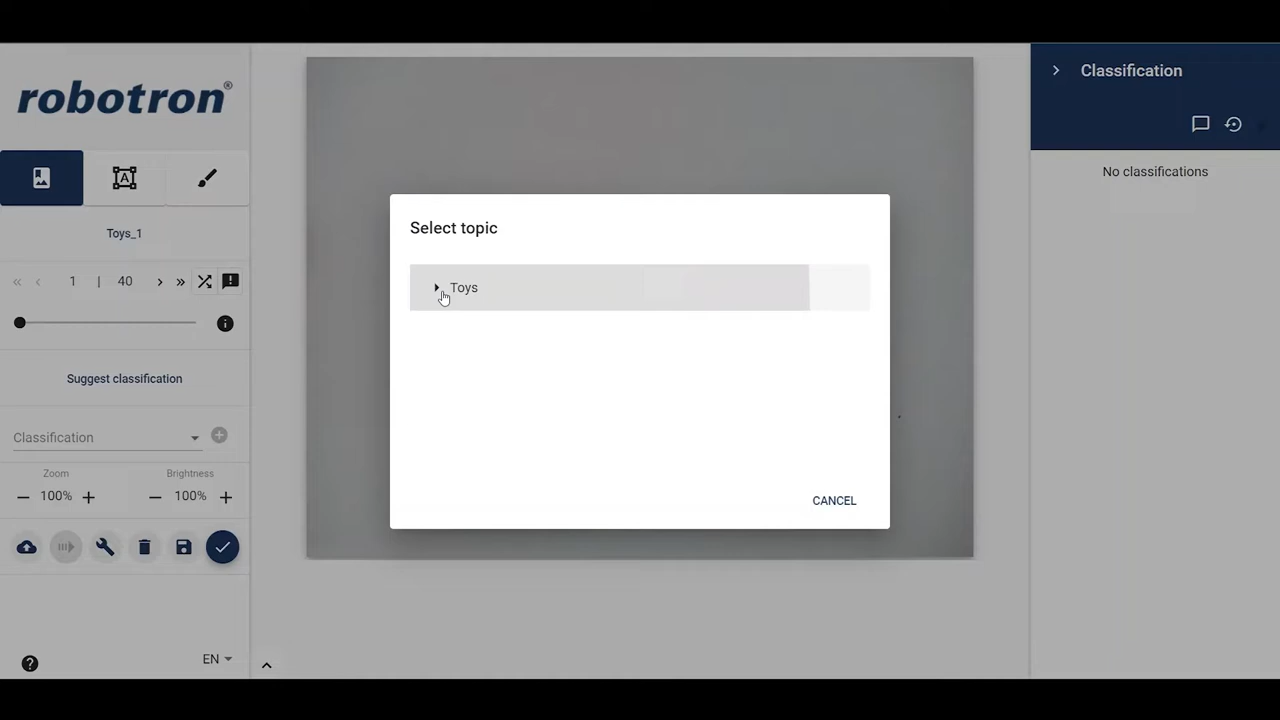 robotron®
Toys_1
1 | 40
Suggest classification
Classification
Zoom
Brightness
100%
100%
EN
Select topic
Toys
CANCEL
Classification
No classifications